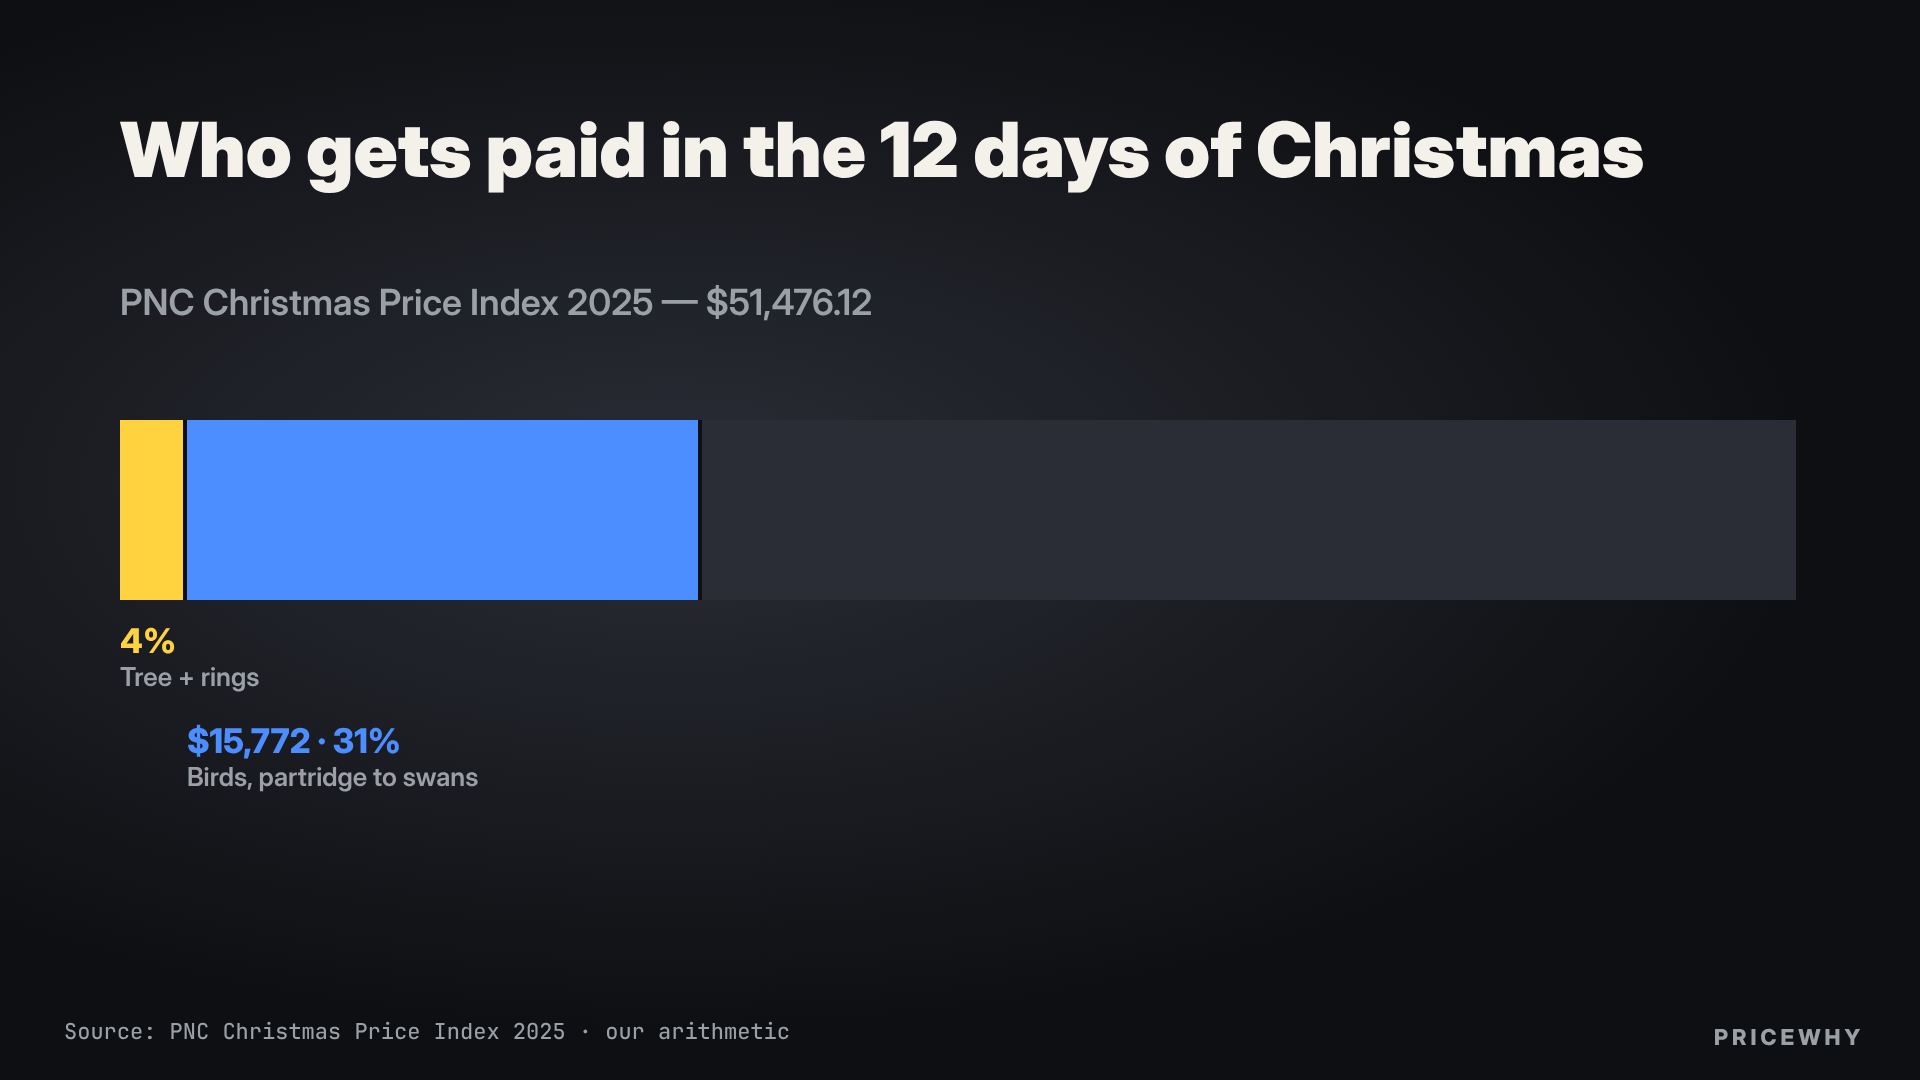 Who gets paid in the 12 days of Christmas
PNC Christmas Price Index 2025 — $51,476.12
4%
Tree + rings
$15,772 · 31%
Birds, partridge to swans
Source: PNC Christmas Price Index 2025 · our arithmetic
PRICEWHY